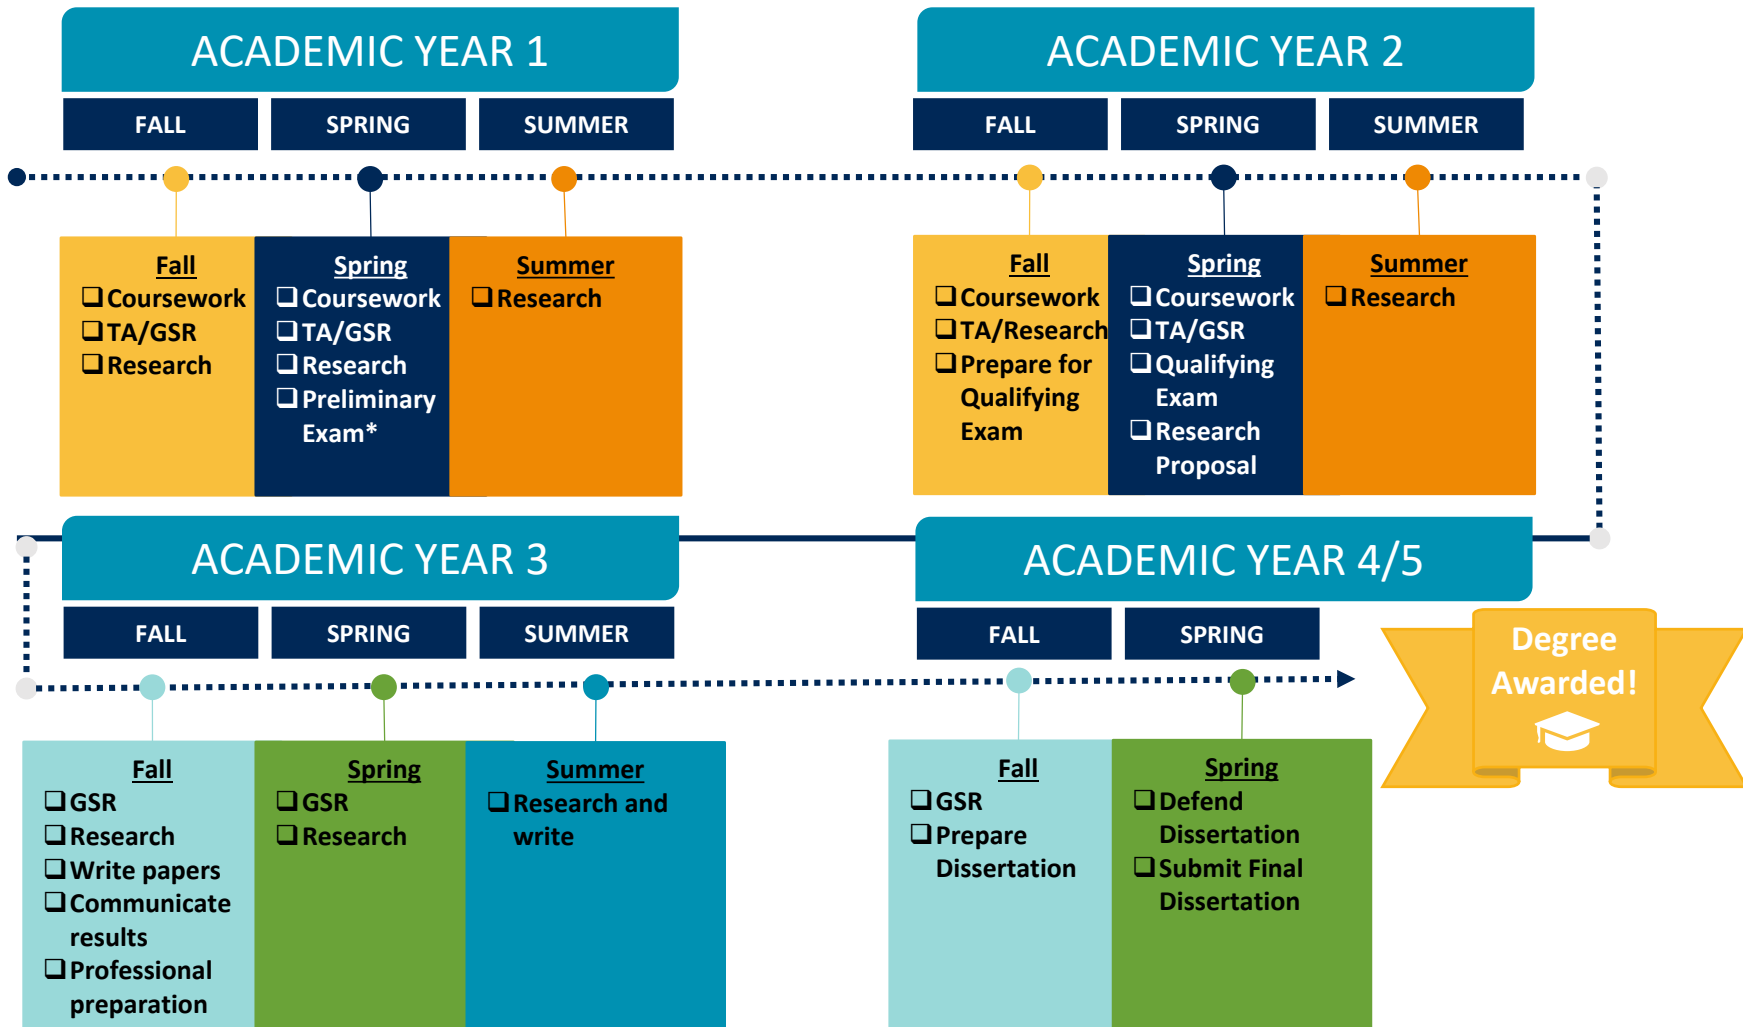 ACADEMIC YEAR 1
FALL
SPRING
SUMMER
Fall
Coursework
TA/GSR
Research
Spring
Coursework
TA/GSR
Research
Preliminary
Exam*
Summer
Research
ACADEMIC YEAR 2
FALL
SPRING
SUMMER
Fall
Coursework
TA/Research
Prepare for
Qualifying
Exam
Spring
Coursework
TA/GSR
Qualifying
Exam
Research
Proposal
Summer
Research
ACADEMIC YEAR 3
FALL
SPRING
SUMMER
Fall
GSR
Research
Write papers
Communicate
results
Professional
preparation
Spring
GSR
Research
Summer
Research and
write
ACADEMIC YEAR 4/5
FALL
SPRING
Fall
GSR
Prepare
Dissertation
Spring
Defend
Dissertation
Submit Final
Dissertation
Degree
Awarded!